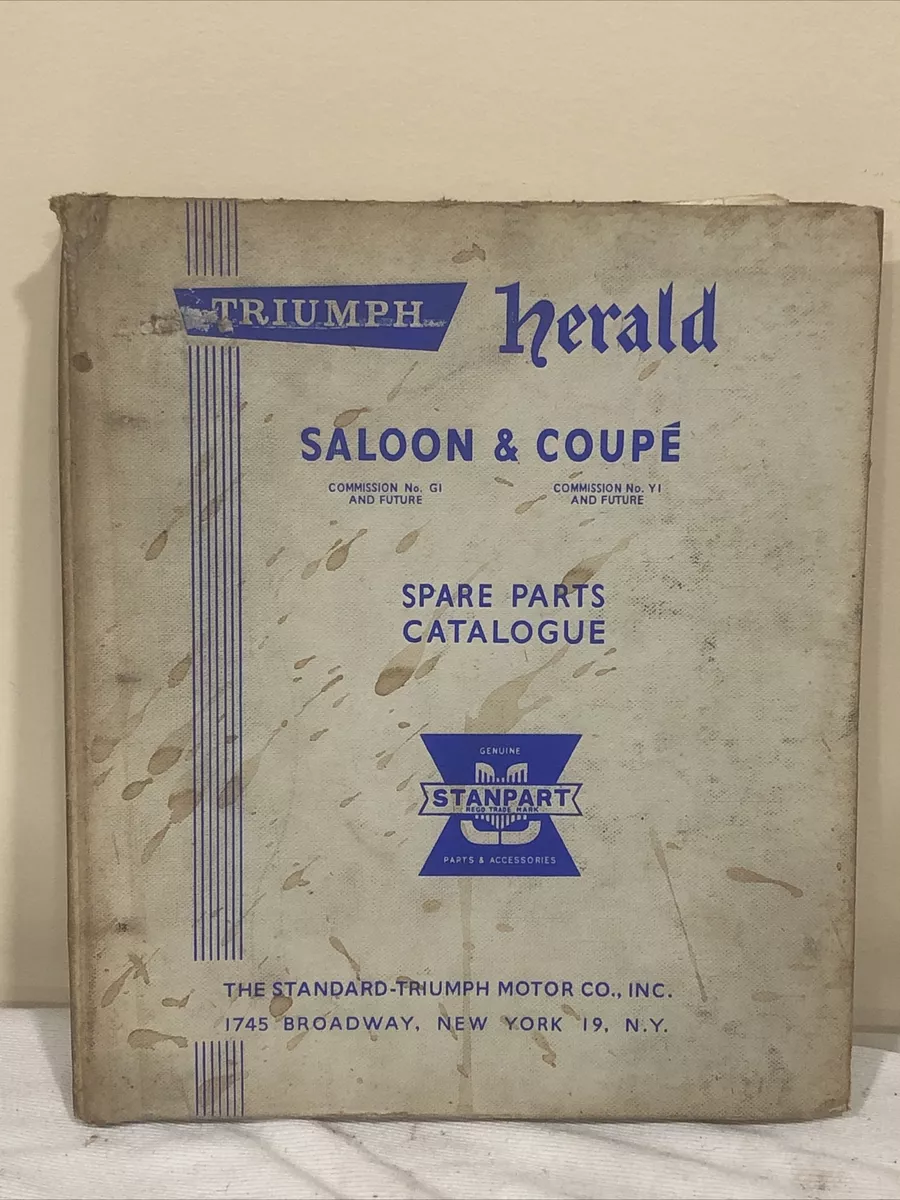 TRIUMPH herald
SALOON & COUPÉ
COMMISSION No. G1 COMMISSION No. Y1
AND FUTURE AND FUTURE
SPARE PARTS
CATALOGUE
GENUINE
STANPART
REGD TRADE MARK
PARTS & ACCESSORIES
THE STANDARD-TRIUMPH MOTOR CO., INC.
1745 BROADWAY, NEW YORK 19, N.Y.